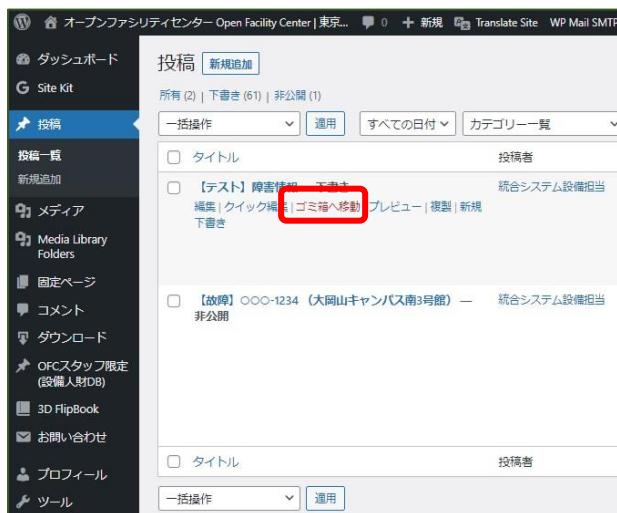 オープンファシリティセンター Open Facility Center | 東京... 0 + 新規 Translate Site WP Mail SMTP
ダッシュボード
Site Kit
投稿
投稿一覧
新規追加
メディア
Media Library
Folders
固定ページ
コメント
ダウンロード
OFCスタッフ限定
(設備人財DB)
3D FlipBook
お問い合わせ
プロフィール
ツール
投稿 新規追加
所有 (2) | 下書き (61) | 非公開 (1)
一括操作 適用 すべての日付 カテゴリー一覧
タイトル 投稿者
【テスト】障害情報 — 下書き 統合システム設備担当
編集 | クイック編集 | ゴミ箱へ移動 プレビュー | 複製 | 新規
下書き
【故障】○○○-1234 (大岡山キャンパス南3号館) — 統合システム設備担当
非公開
タイトル 投稿者
一括操作 適用